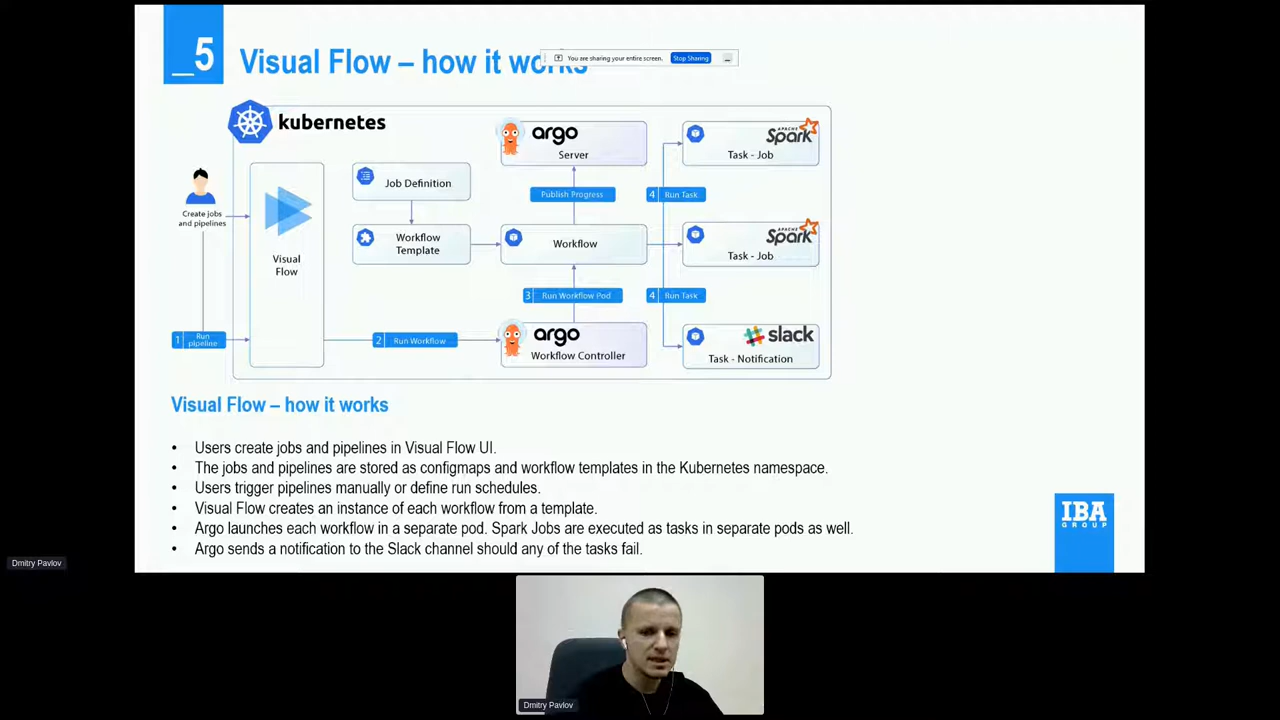 _5
Visual Flow – how it works
You are sharing your entire screen.
Stop Sharing
kubernetes
argo
Server
APACHE
Spark
Task - Job
Job Definition
Publish Progress
4 Run Task
Create jobs
and pipelines
Visual
Flow
Workflow
Template
Workflow
APACHE
Spark
Task - Job
3 Run Workflow Pod
4 Run Task
1 Run
pipeline
2 Run Workflow
argo
Workflow Controller
slack
Task - Notification
Visual Flow – how it works
• Users create jobs and pipelines in Visual Flow UI.
• The jobs and pipelines are stored as configmaps and workflow templates in the Kubernetes namespace.
• Users trigger pipelines manually or define run schedules.
• Visual Flow creates an instance of each workflow from a template.
• Argo launches each workflow in a separate pod. Spark Jobs are executed as tasks in separate pods as well.
• Argo sends a notification to the Slack channel should any of the tasks fail.
IBA
GROUP
Dmitry Pavlov
Dmitry Pavlov